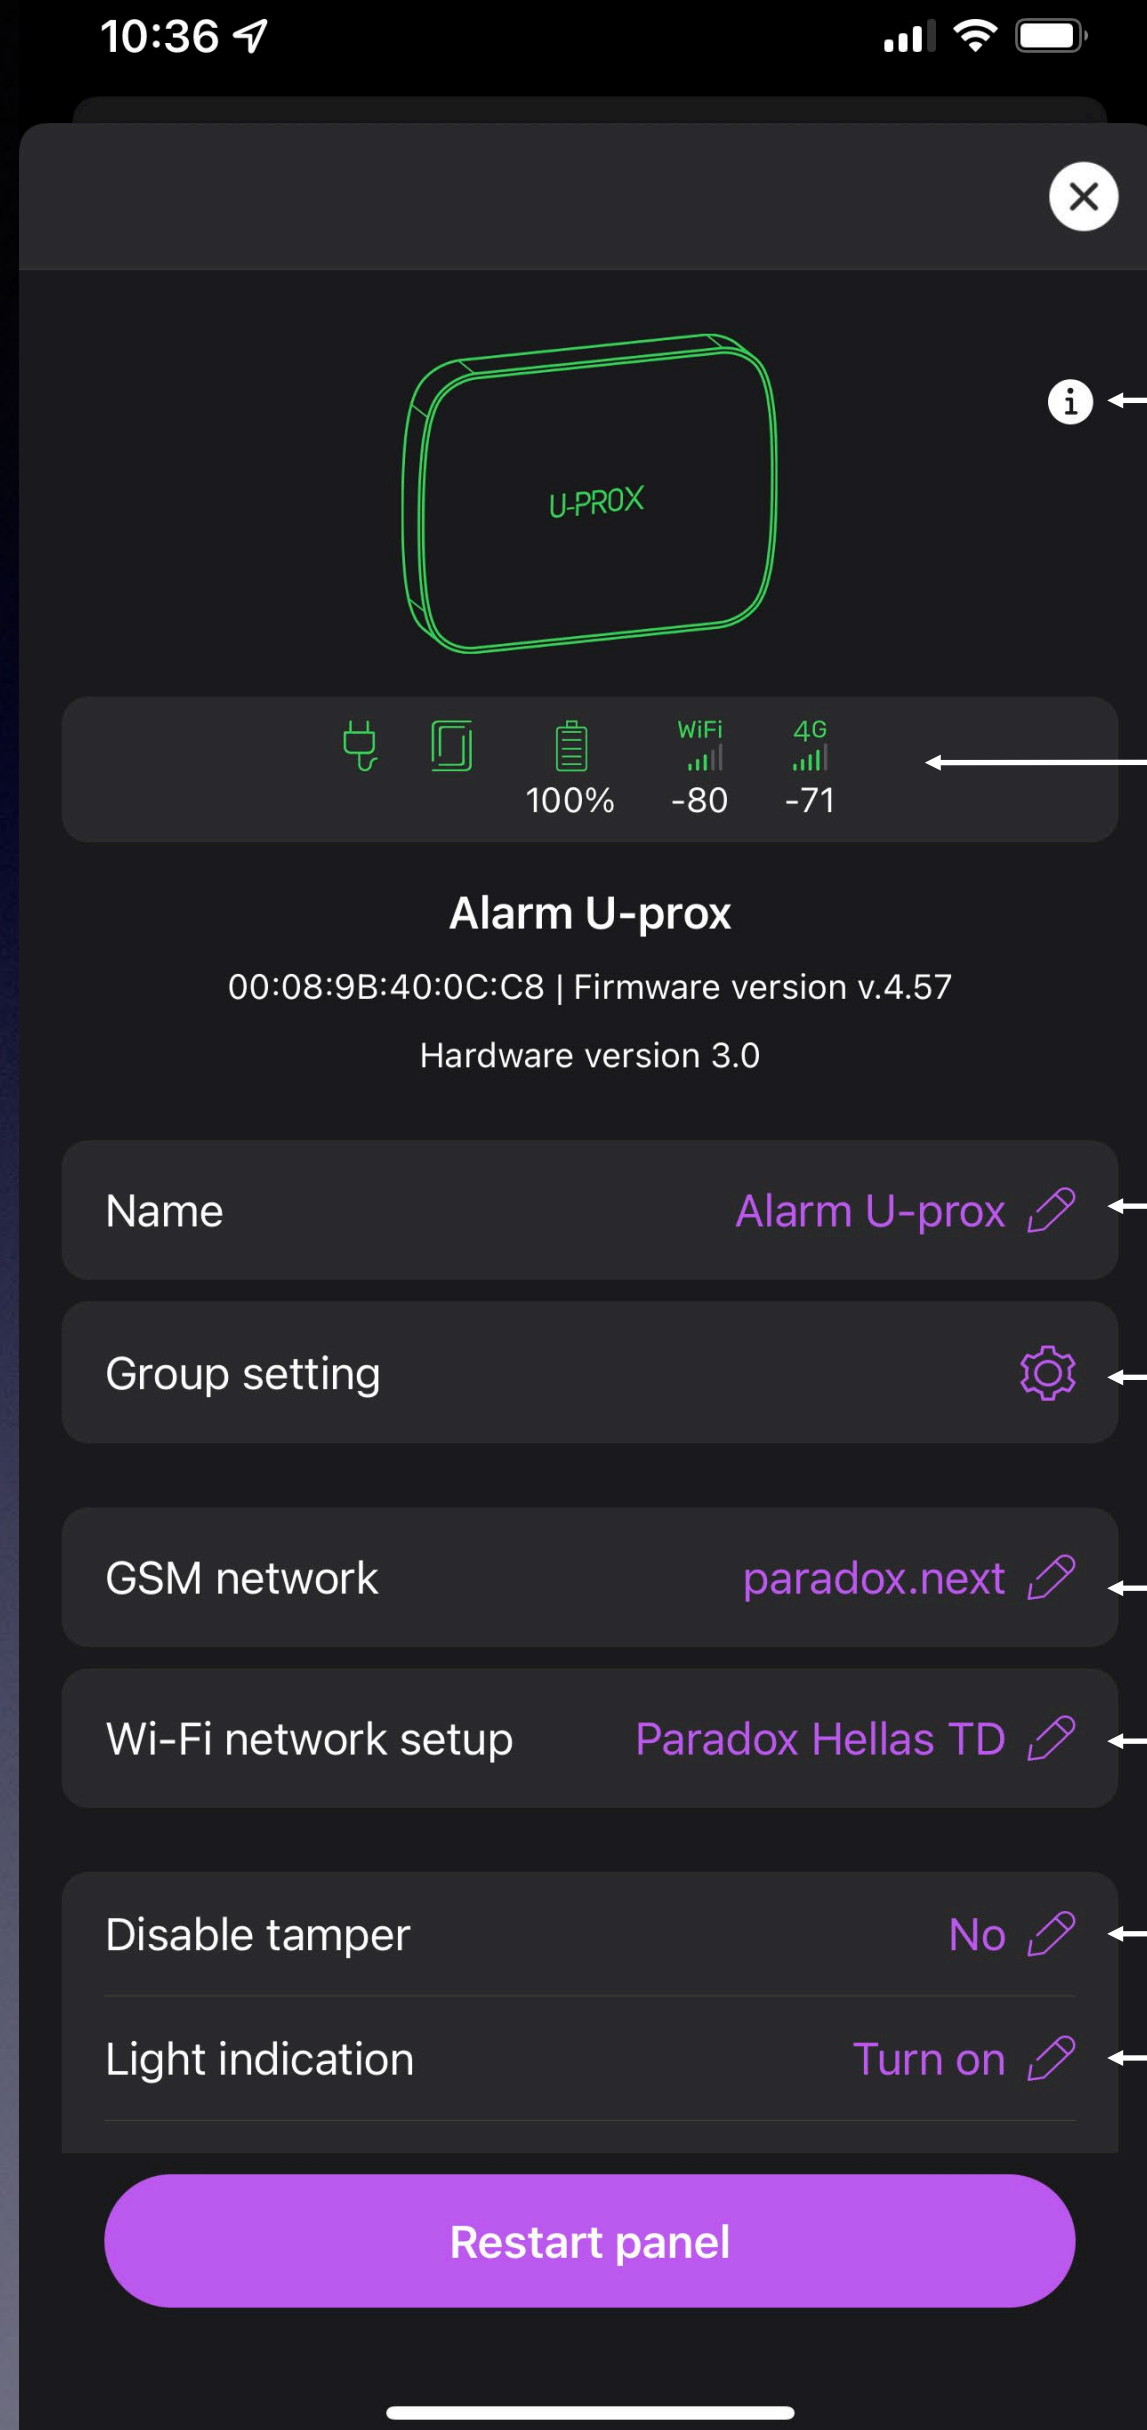 10:36
i
U-PROX
WiFi 4G
100% -80 -71
Alarm U-prox
00:08:9B:40:0C:C8 | Firmware version v.4.57
Hardware version 3.0
Name Alarm U-prox
Group setting
GSM network paradox.next
Wi-Fi network setup Paradox Hellas TD
Disable tamper No
Light indication Turn on
Restart panel